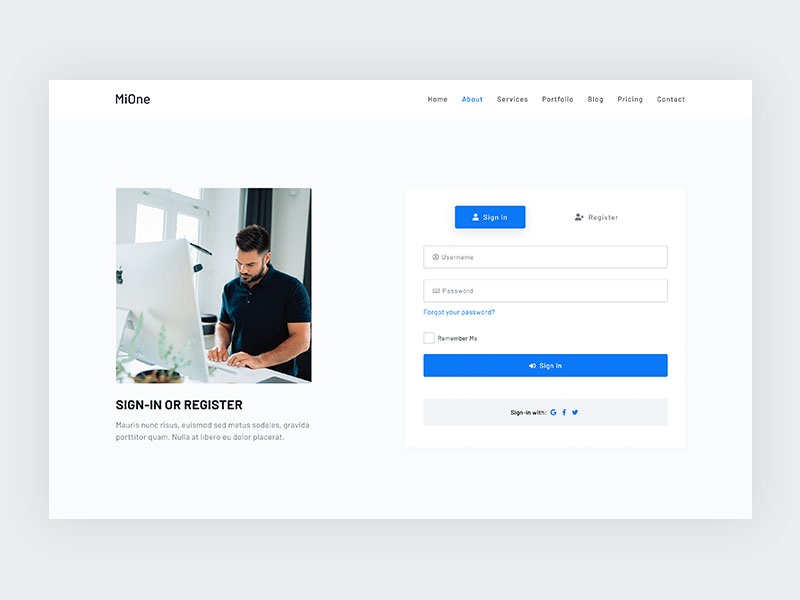 MiOne
Home About Services Portfolio Blog Pricing Contact
Sign In
Register
Username
Password
Forgot your password?
Remember Me
Sign In
Sign-in with:
SIGN-IN OR REGISTER
Mauris nunc risus, euismod sed metus sodales, gravida
porttitor quam. Nulla at libero eu dolor placerat.